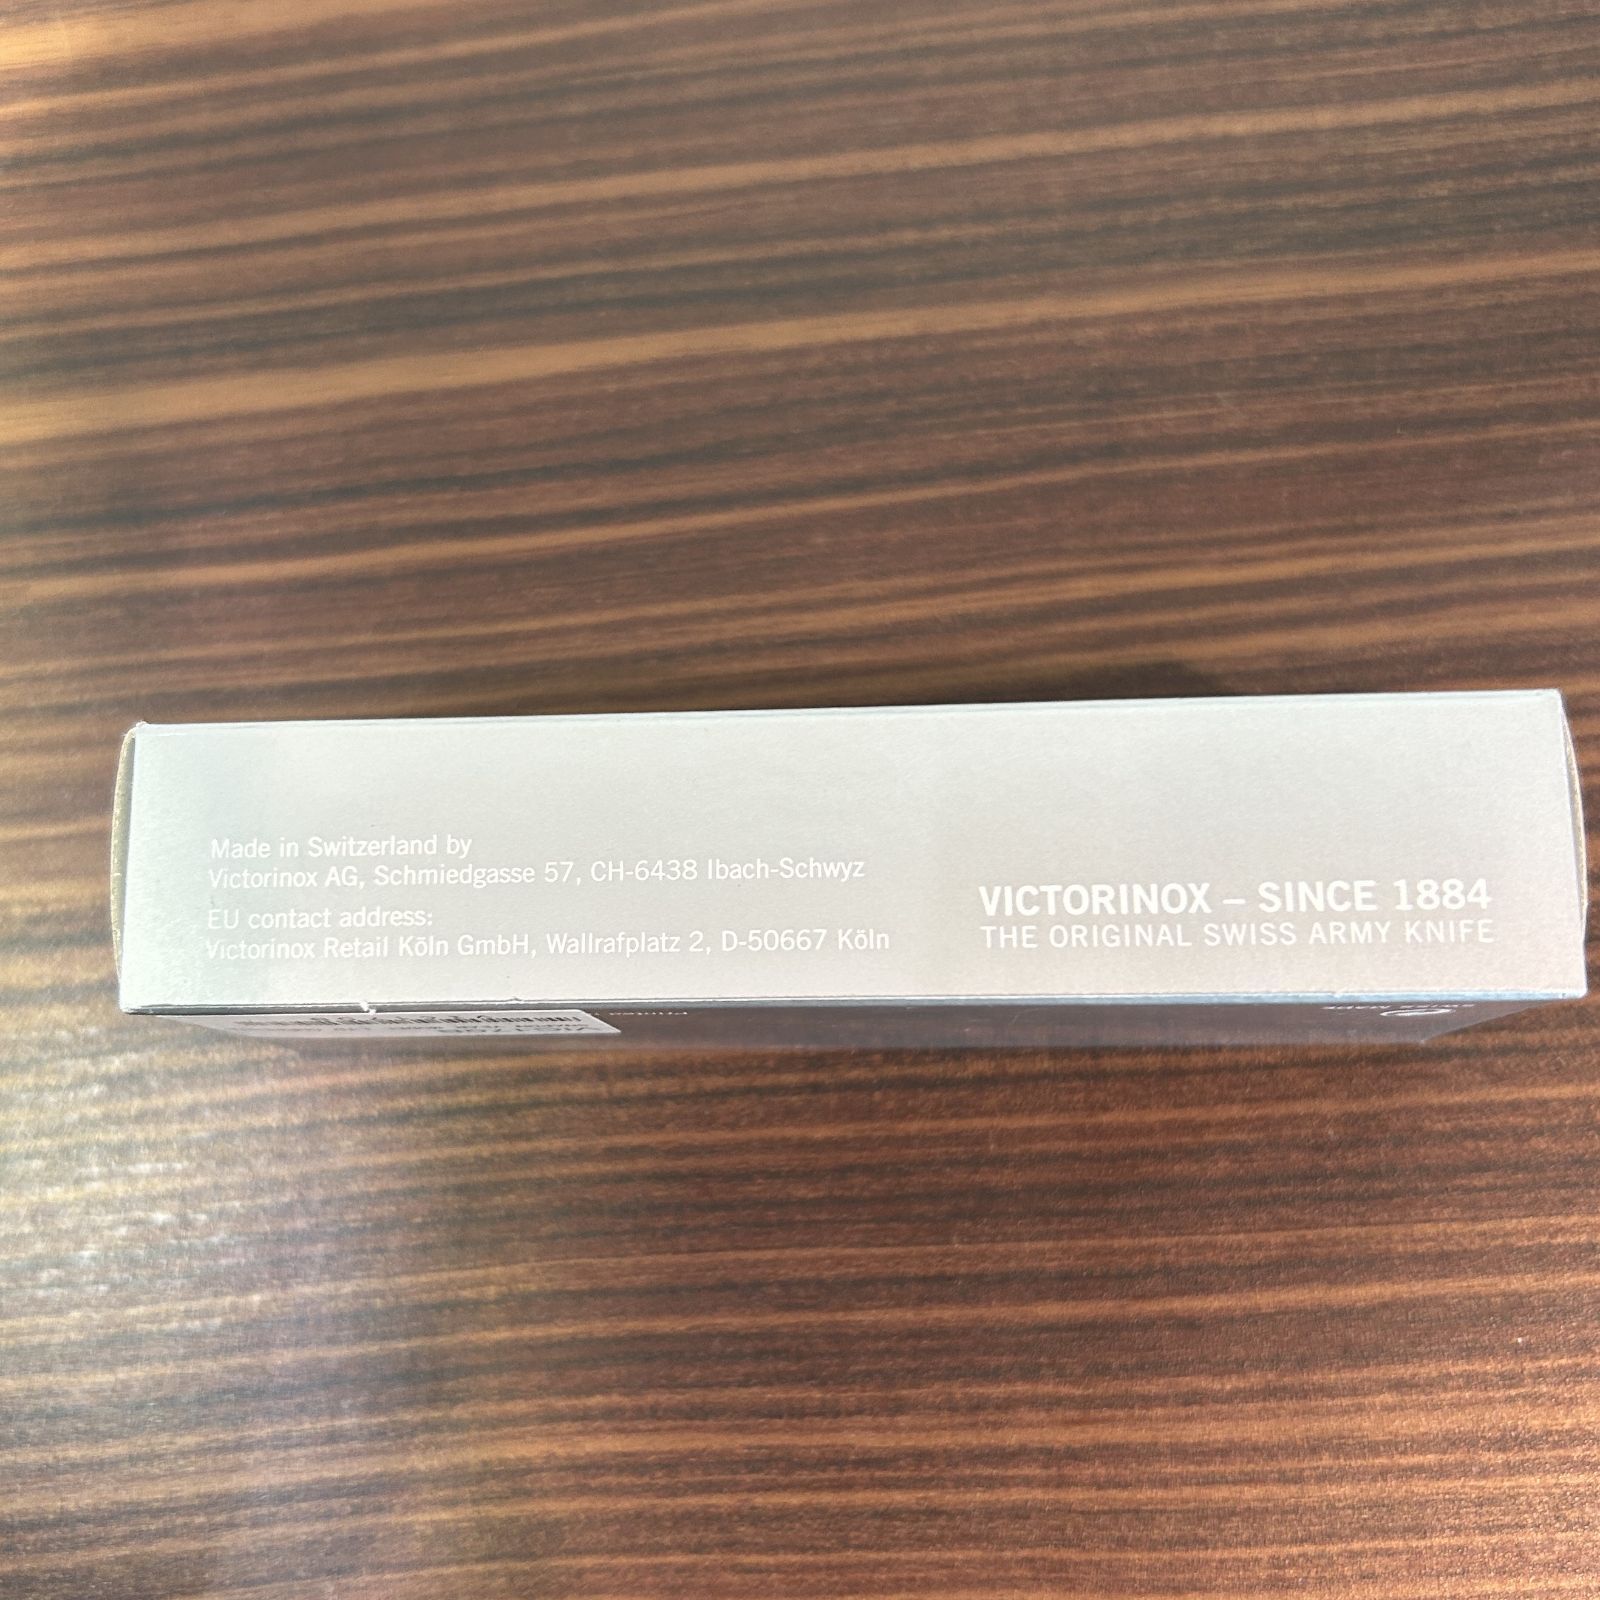 Made in Switzerland by
Victorinox AG, Schmiedgasse 57, CH-6438 Ibach-Schwyz
EU contact address:
Victorinox Retail Köln GmbH, Wallrafplatz 2, D-50667 Köln
VICTORINOX – SINCE 1884
THE ORIGINAL SWISS ARMY KNIFE